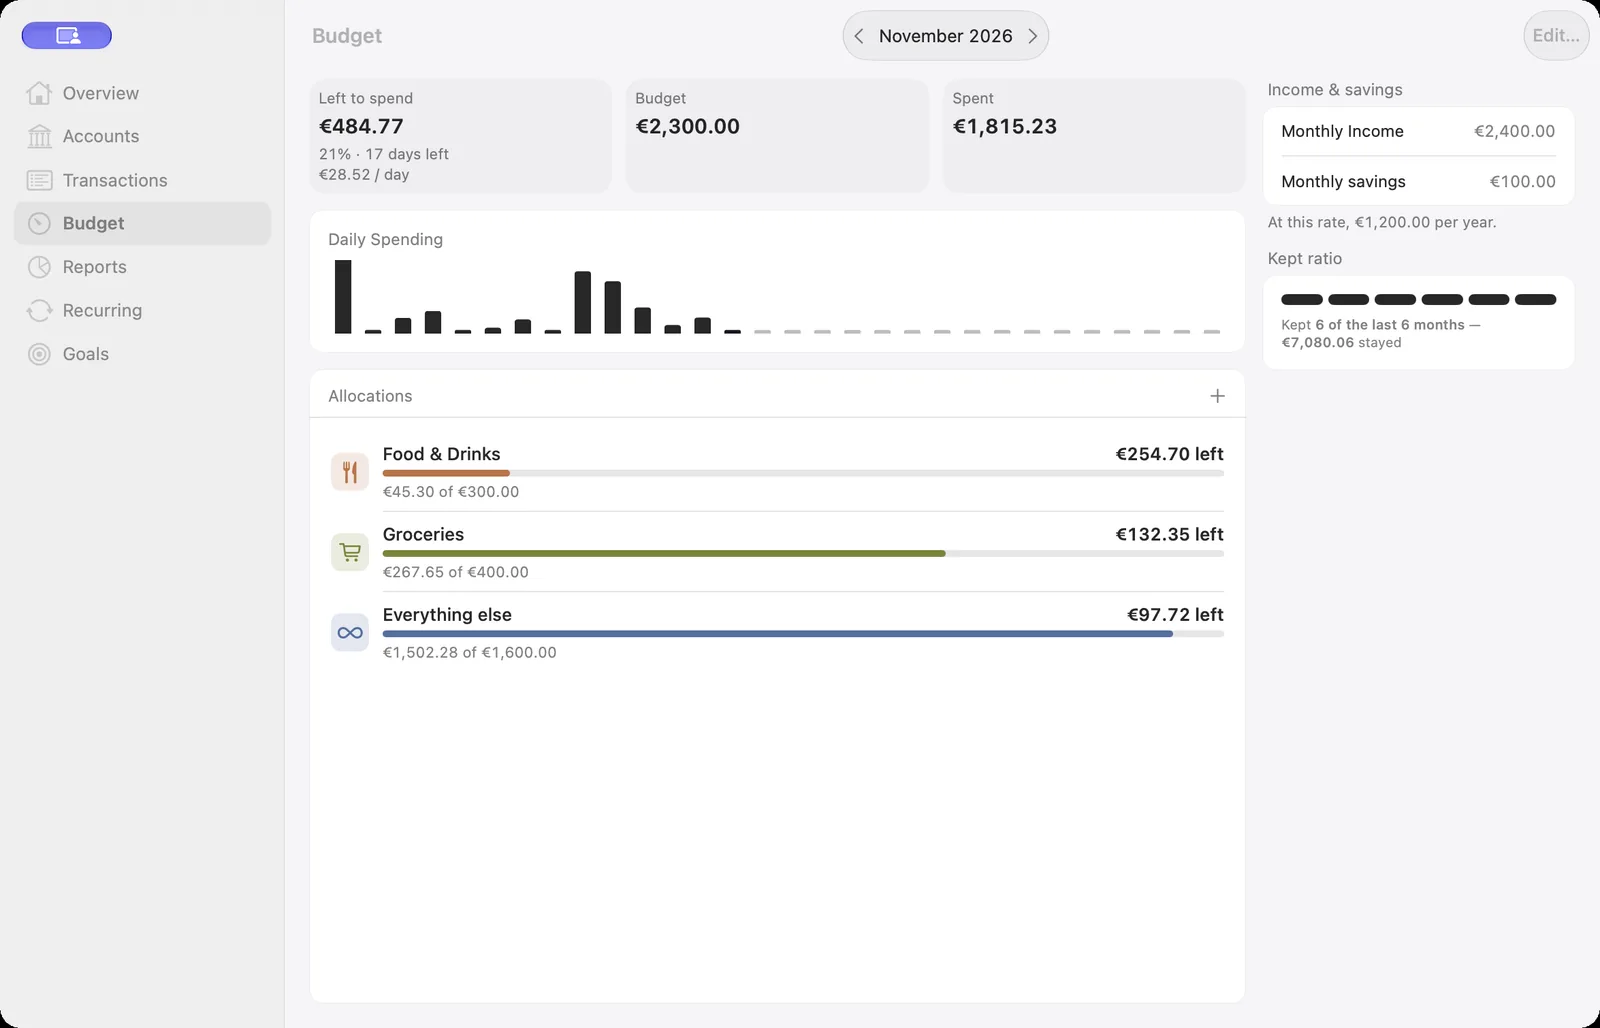 Budget
November 2026
Edit...
Overview
Accounts
Transactions
Budget
Reports
Recurring
Goals
Left to spend
€484.77
21% · 17 days left
€28.52 / day
Budget
€2,300.00
Spent
€1,815.23
Daily Spending
Allocations
Food & Drinks
€254.70 left
€45.30 of €300.00
Groceries
€132.35 left
€267.65 of €400.00
Everything else
€97.72 left
€1,502.28 of €1,600.00
Income & savings
Monthly Income
€2,400.00
Monthly savings
€100.00
At this rate, €1,200.00 per year.
Kept ratio
Kept 6 of the last 6 months —
€7,080.06 stayed